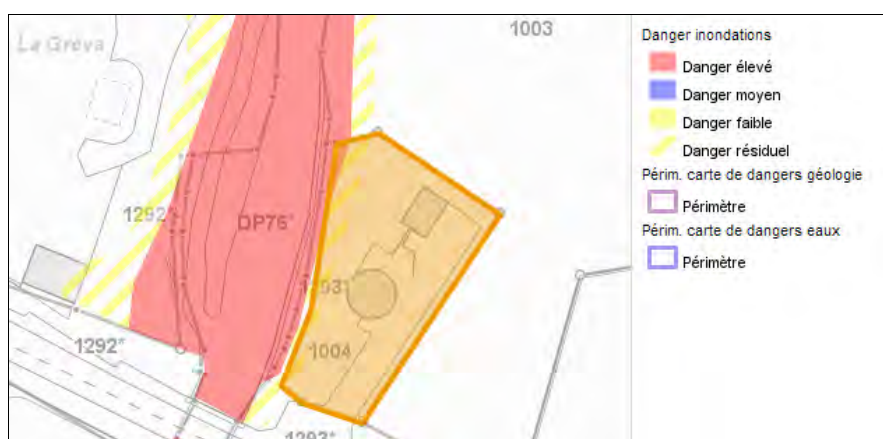 La Greva
1003
1292*
DP76*
1293*
1004
1292*
1293*
Danger inondations
Danger élevé
Danger moyen
Danger faible
Danger résiduel
Périm. carte de dangers géologie
Périmètre
Périm. carte de dangers eaux
Périmètre